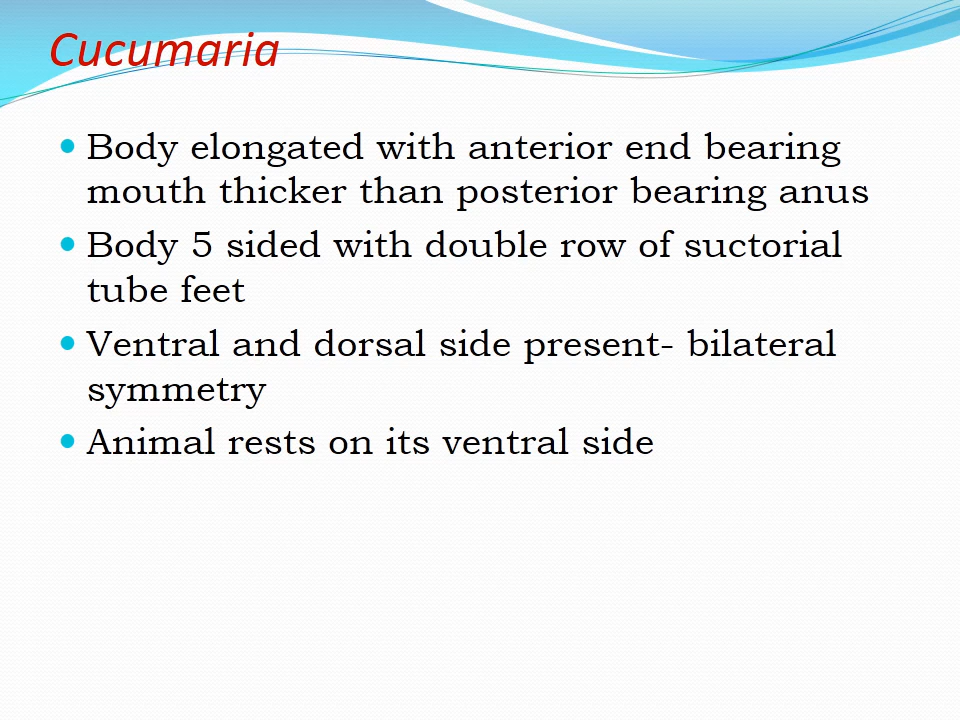 Cucumaria
Body elongated with anterior end bearing
mouth thicker than posterior bearing anus
Body 5 sided with double row of suctorial
tube feet
Ventral and dorsal side present- bilateral
symmetry
Animal rests on its ventral side